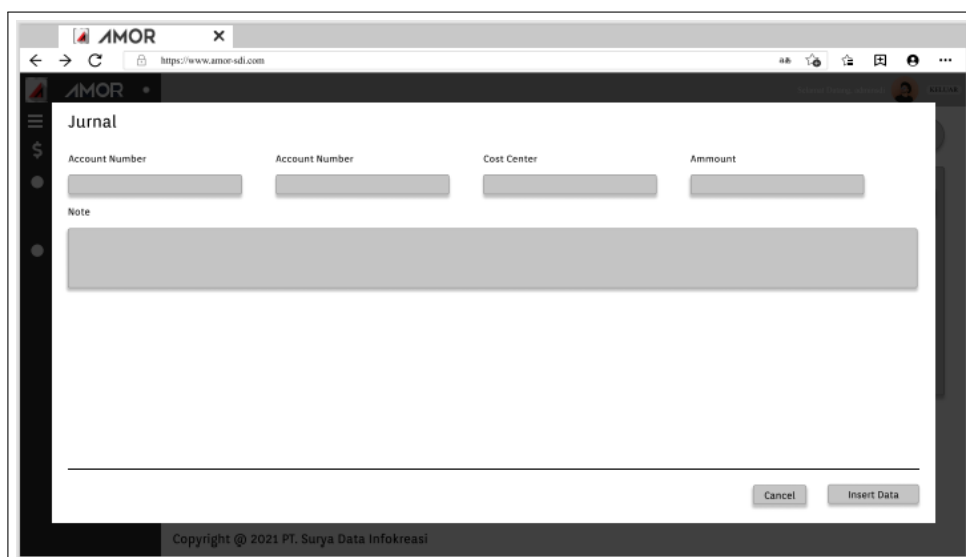 AMOR
https://www.amor-sdi.com
AMOR
KELUAR
Jurnal
Account Number Account Number Cost Center Ammount
Note
Cancel Insert Data
Copyright @ 2021 PT. Surya Data Infokreasi